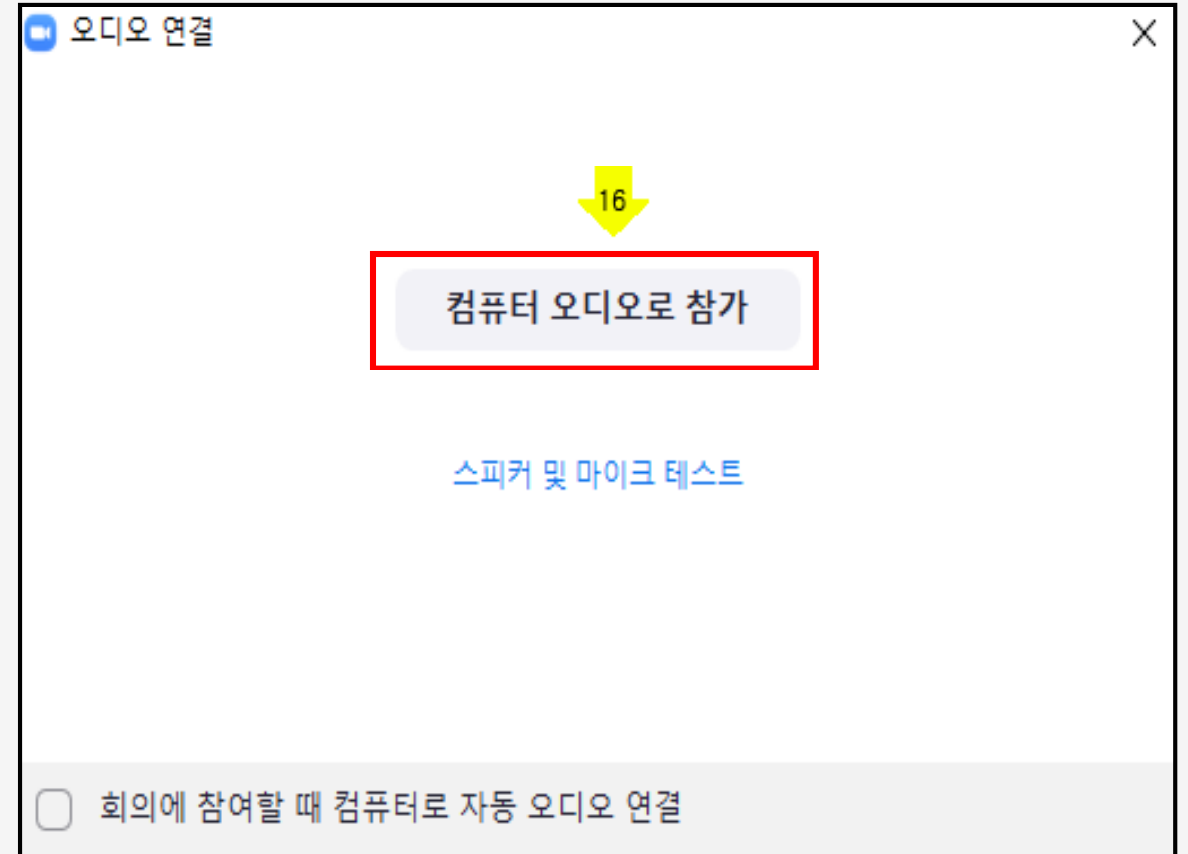 오디오 연결
16
컴퓨터 오디오로 참가
스피커 및 마이크 테스트
회의에 참여할 때 컴퓨터로 자동 오디오 연결